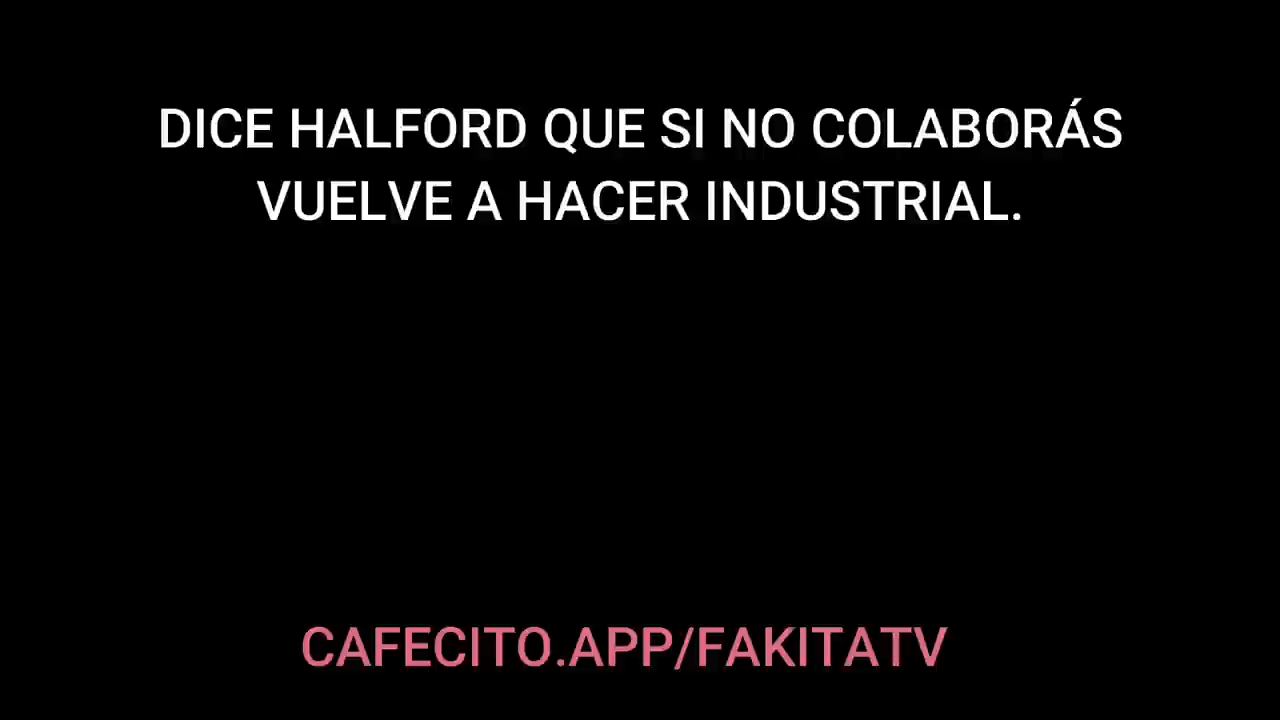 DICE HALFORD QUE SI NO COLABORÁS
VUELVE A HACER INDUSTRIAL.
CAFECITO.APP/FAKITATV